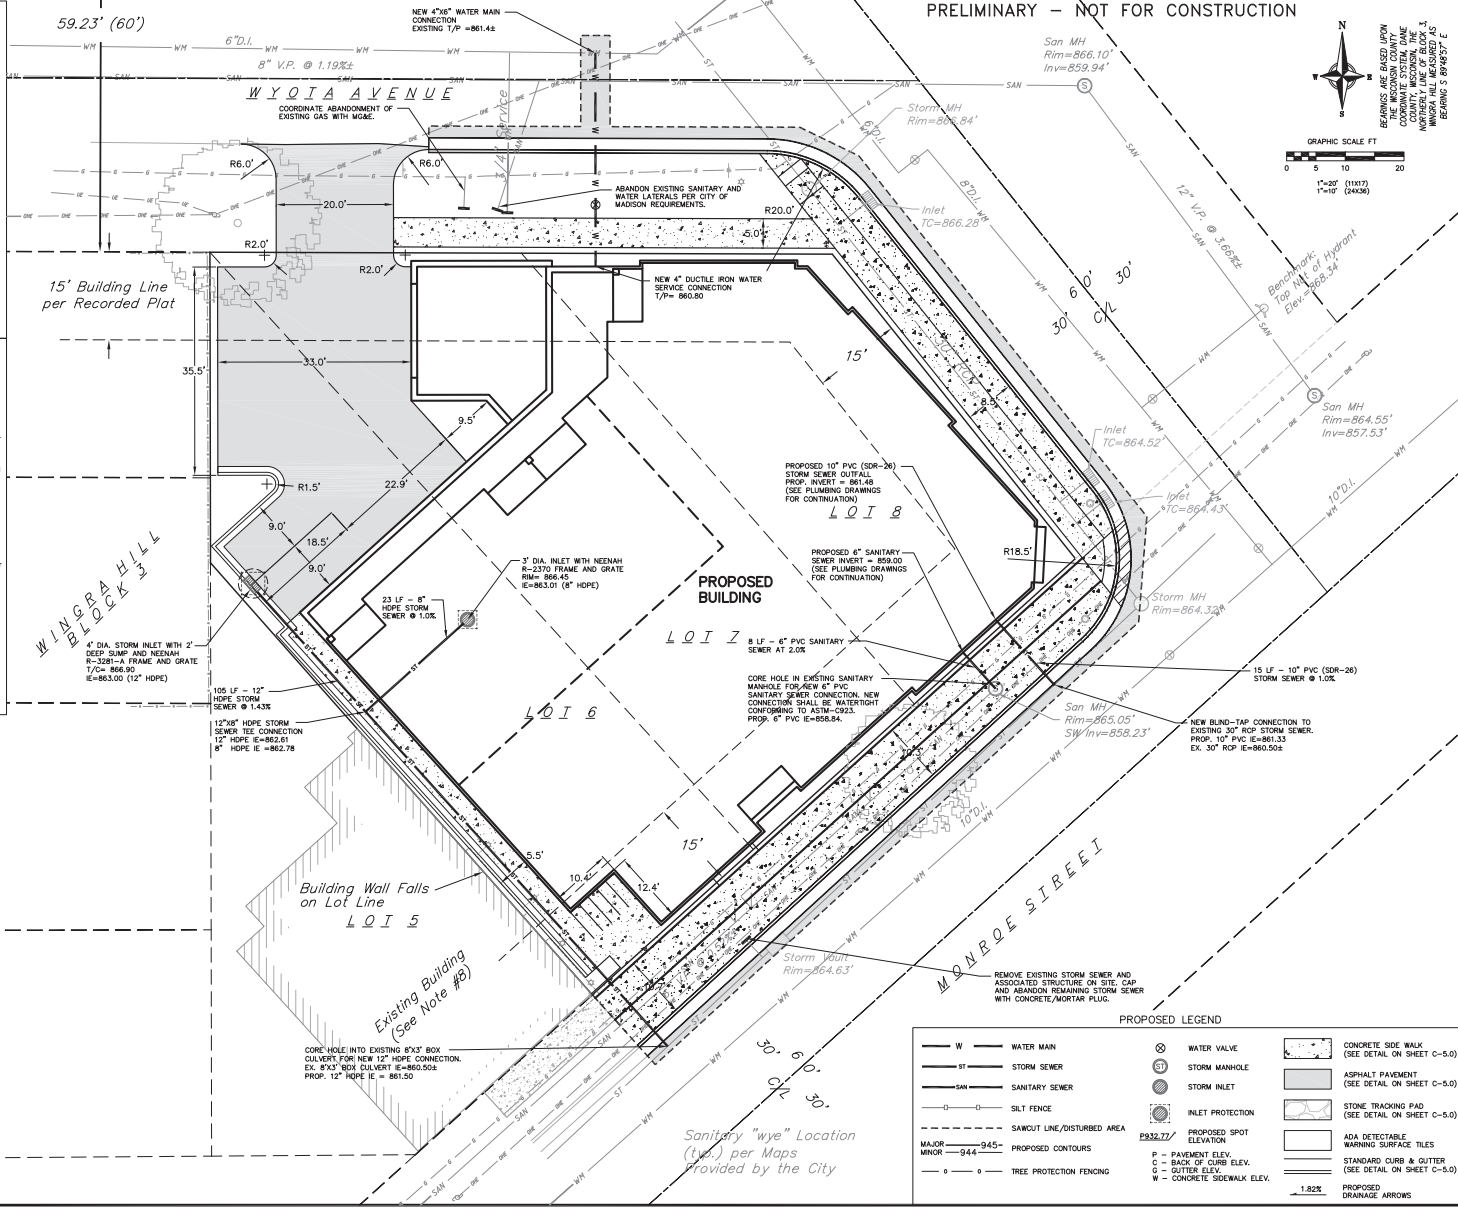 PRELIMINARY – NOT FOR CONSTRUCTION
59.23' (60')
NEW 4"X6" WATER MAIN
CONNECTION
EXISTING T/P =861.4±
6"D.I.
8" V.P. @ 1.19%±
WYOTA AVENUE
COORDINATE ABANDONMENT OF
EXISTING GAS WITH MG&E.
3/4" Service
San MH
Rim=866.10'
Inv=859.94'
Storm MH
Rim=866.84'
6"D.I.
8"D.I.
12" V.P. @ 3.66%±
N
W
E
S
BEARINGS ARE BASED UPON
THE WISCONSIN COUNTY
COORDINATE SYSTEM, DANE
COUNTY, WISCONSIN, THE
NORTHERLY LINE OF BLOCK 3,
WINGRA HILL MEASURED AS
BEARING S 89°48'57" E
GRAPHIC SCALE FT
0 5 10 20
1"=20' (11X17)
1"=10' (24X36)
R6.0'
R6.0'
20.0'
ABANDON EXISTING SANITARY AND
WATER LATERALS PER CITY OF
MADISON REQUIREMENTS.
R20.0'
5.0'
Inlet
TC=866.28'
R2.0'
R2.0'
NEW 4" DUCTILE IRON WATER
SERVICE CONNECTION
T/P= 860.80
15' Building Line
per Recorded Plat
Benchmark:
Top Nut of Hydrant
Elev.=868.34'
30'
60'
30'
C/L
35.5'
33.0'
15'
30" RCP
8.5'
San MH
Rim=864.55'
Inv=857.53'
9.5'
Inlet
TC=864.52'
22.9'
R1.5'
PROPOSED 10" PVC (SDR-26)
STORM SEWER OUTFALL
PROP. INVERT = 861.48
(SEE PLUMBING DRAWINGS
FOR CONTINUATION)
LOT 8
Inlet
TC=864.43'
10"D.I.
9.0'
18.5'
9.0'
WINGRA HILL
BLOCK 3
3' DIA. INLET WITH NEENAH
R-2370 FRAME AND GRATE
RIM= 866.45
IE=863.01 (8" HDPE)
PROPOSED 6" SANITARY
SEWER INVERT = 859.00
(SEE PLUMBING DRAWINGS
FOR CONTINUATION)
R18.5'
PROPOSED
BUILDING
23 LF – 8"
HDPE STORM
SEWER @ 1.0%
Storm MH
Rim=864.32'
LOT 7
8 LF – 6" PVC SANITARY
SEWER AT 2.0%
4' DIA. STORM INLET WITH 2'
DEEP SUMP AND NEENAH
R-3281-A FRAME AND GRATE
T/C= 866.90
IE=863.00 (12" HDPE)
CORE HOLE IN EXISTING SANITARY
MANHOLE FOR NEW 6" PVC
SANITARY SEWER CONNECTION. NEW
CONNECTION SHALL BE WATERTIGHT
CONFORMING TO ASTM-C923.
PROP. 6" PVC IE=858.84.
15 LF – 10" PVC (SDR-26)
STORM SEWER @ 1.0%
105 LF – 12"
HDPE STORM
SEWER @ 1.43%
LOT 6
San MH
Rim=865.05'
SW Inv=858.23'
12"X8" HDPE STORM
SEWER TEE CONNECTION
12" HDPE IE=862.61
8" HDPE IE =862.78
NEW BLIND-TAP CONNECTION TO
EXISTING 30" RCP STORM SEWER.
PROP. 10" PVC IE=861.33
EX. 30" RCP IE=860.50±
10.3'
10"D.I.
15'
5.5'
10.4'
12.4'
Building Wall Falls
on Lot Line
LOT 5
MONROE STREET
Existing Building
(See Note #8)
Storm Vault
Rim=864.63'
REMOVE EXISTING STORM SEWER AND
ASSOCIATED STRUCTURE ON SITE. CAP
AND ABANDON REMAINING STORM SEWER
WITH CONCRETE/MORTAR PLUG.
CORE HOLE INTO EXISTING 8'X3' BOX
CULVERT FOR NEW 12" HDPE CONNECTION.
EX. 8'X3' BOX CULVERT IE=860.50±
PROP. 12" HDPE IE = 861.50
30'
60'
C/L
30'
Sanitary "wye" Location
(typ.) per Maps
Provided by the City
PROPOSED LEGEND
W WATER MAIN
ST STORM SEWER
SAN SANITARY SEWER
SILT FENCE
SAWCUT LINE/DISTURBED AREA
MAJOR 945 PROPOSED CONTOURS
MINOR 944
TREE PROTECTION FENCING
WATER VALVE
ST STORM MANHOLE
STORM INLET
INLET PROTECTION
P932.77 PROPOSED SPOT
ELEVATION
P – PAVEMENT ELEV.
C – BACK OF CURB ELEV.
G – GUTTER ELEV.
W – CONCRETE SIDEWALK ELEV.
CONCRETE SIDE WALK
(SEE DETAIL ON SHEET C-5.0)
ASPHALT PAVEMENT
(SEE DETAIL ON SHEET C-5.0)
STONE TRACKING PAD
(SEE DETAIL ON SHEET C-5.0)
ADA DETECTABLE
WARNING SURFACE TILES
STANDARD CURB & GUTTER
(SEE DETAIL ON SHEET C-5.0)
1.82% PROPOSED
DRAINAGE ARROWS